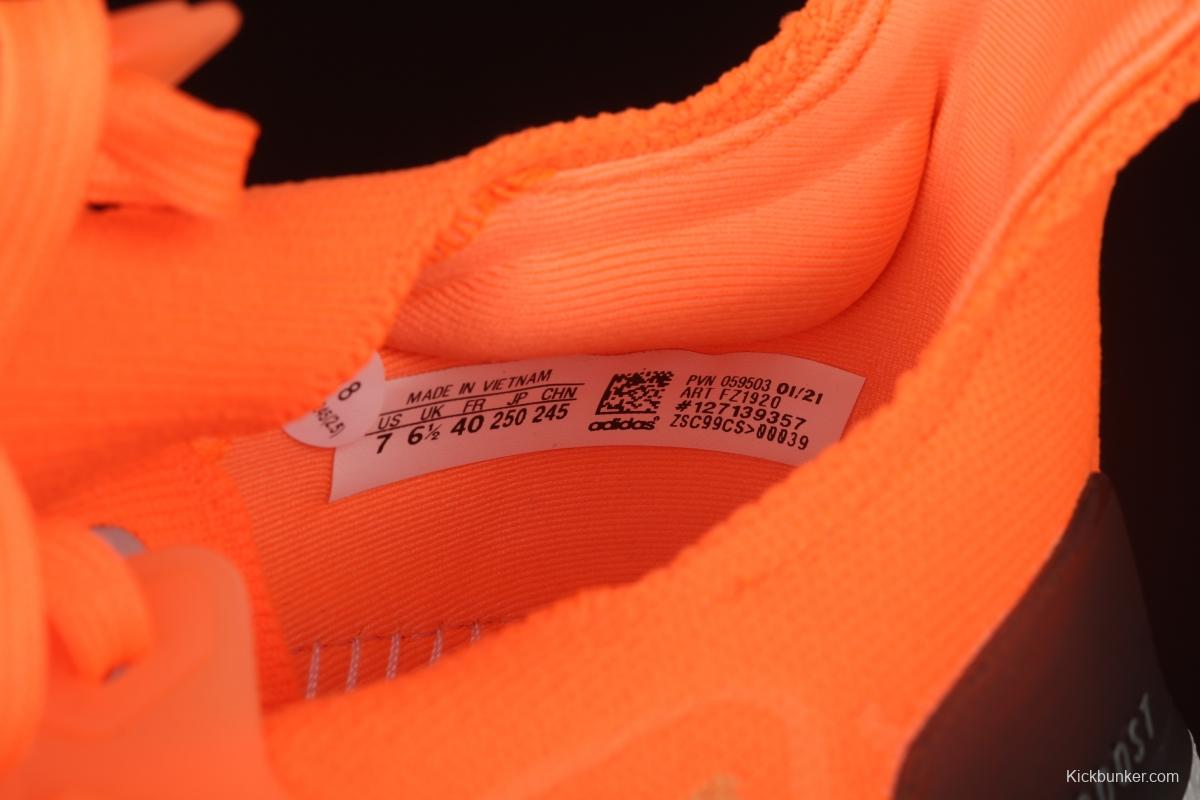 MADE IN VIETNAM
US UK FR JP CHN
7 6½ 40 250 245
adidas
PVN 059503 01/21
ART FZ1920
#127139357
ZSC99CS>00039
8
Kickbunker.com